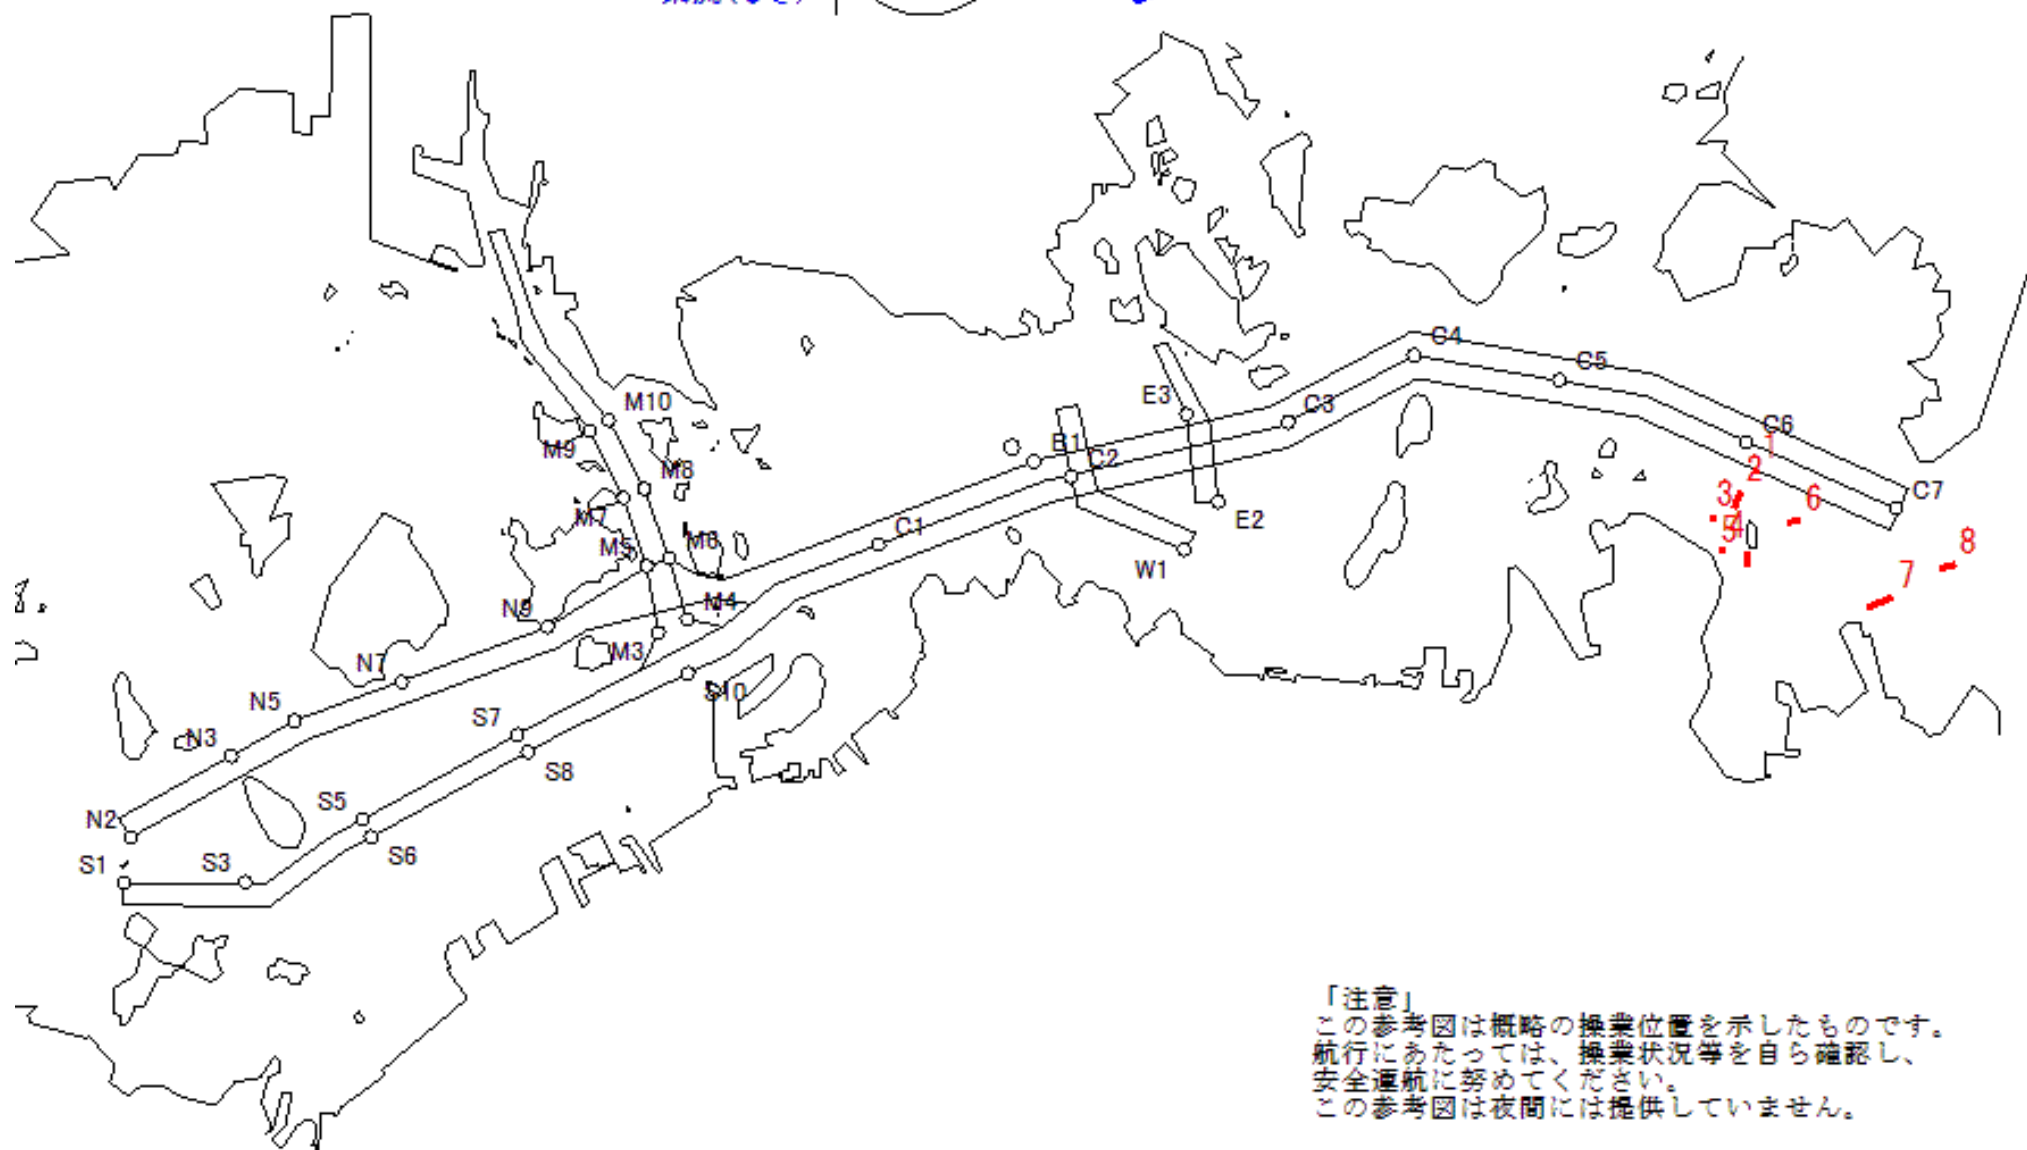 C4
C5
E3
M10
C3
C6
1
B1
M9
C2
2
M8
C7
3
6
E2
M7
4
C1
5
M5
M6
8
W1
7
N9
M4
M3
N7
S10
N5
S7
N3
S8
S5
N2
S6
S1
S3
「注意」
この参考図は概略の操業位置を示したものです。
航行にあたっては、操業状況等を自ら確認し、
安全運航に努めてください。
この参考図は夜間には提供していません。